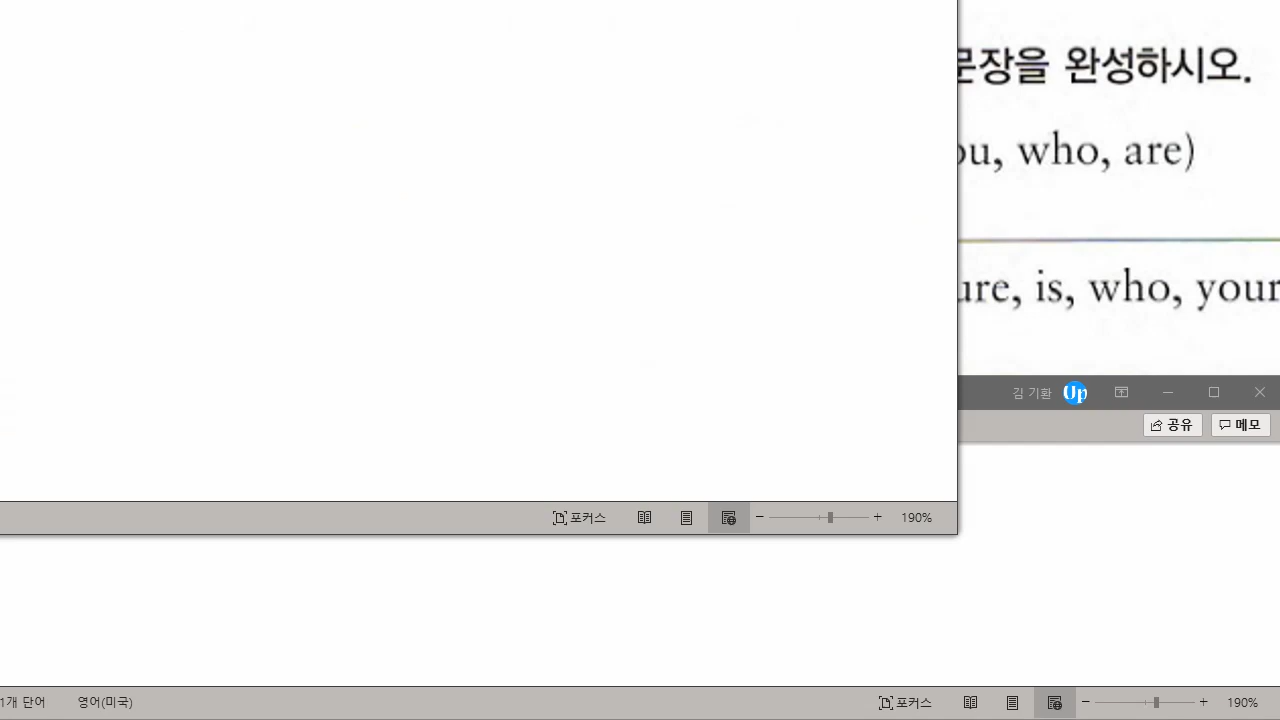 문장을 완성하시오.
ou, who, are)
ure, is, who, your
김 기환 Up
공유 메모
포커스 190%
1개 단어 영어(미국) 포커스 190%